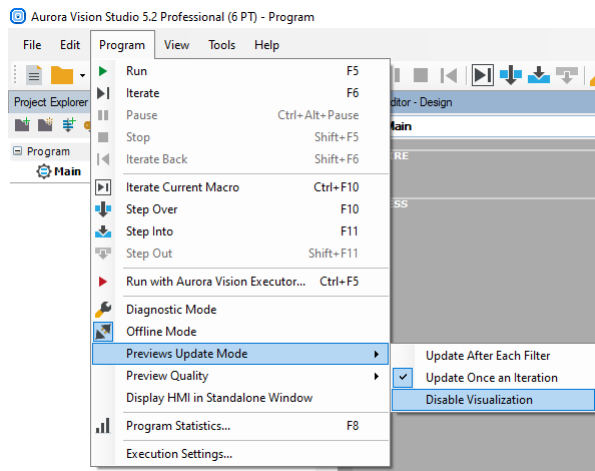 Aurora Vision Studio 5.2 Professional (6 PT) - Program
File Edit Program View Tools Help
Project Explorer
Program
Main
Run F5
Iterate F6
Pause Ctrl+Alt+Pause
Stop Shift+F5
Iterate Back Shift+F6
Iterate Current Macro Ctrl+F10
Step Over F10
Step Into F11
Step Out Shift+F11
Run with Aurora Vision Executor... Ctrl+F5
Diagnostic Mode
Offline Mode
Previews Update Mode
Preview Quality
Display HMI in Standalone Window
Program Statistics... F8
Execution Settings...
ditor - Design
Main
RE
SS
Update After Each Filter
Update Once an Iteration
Disable Visualization